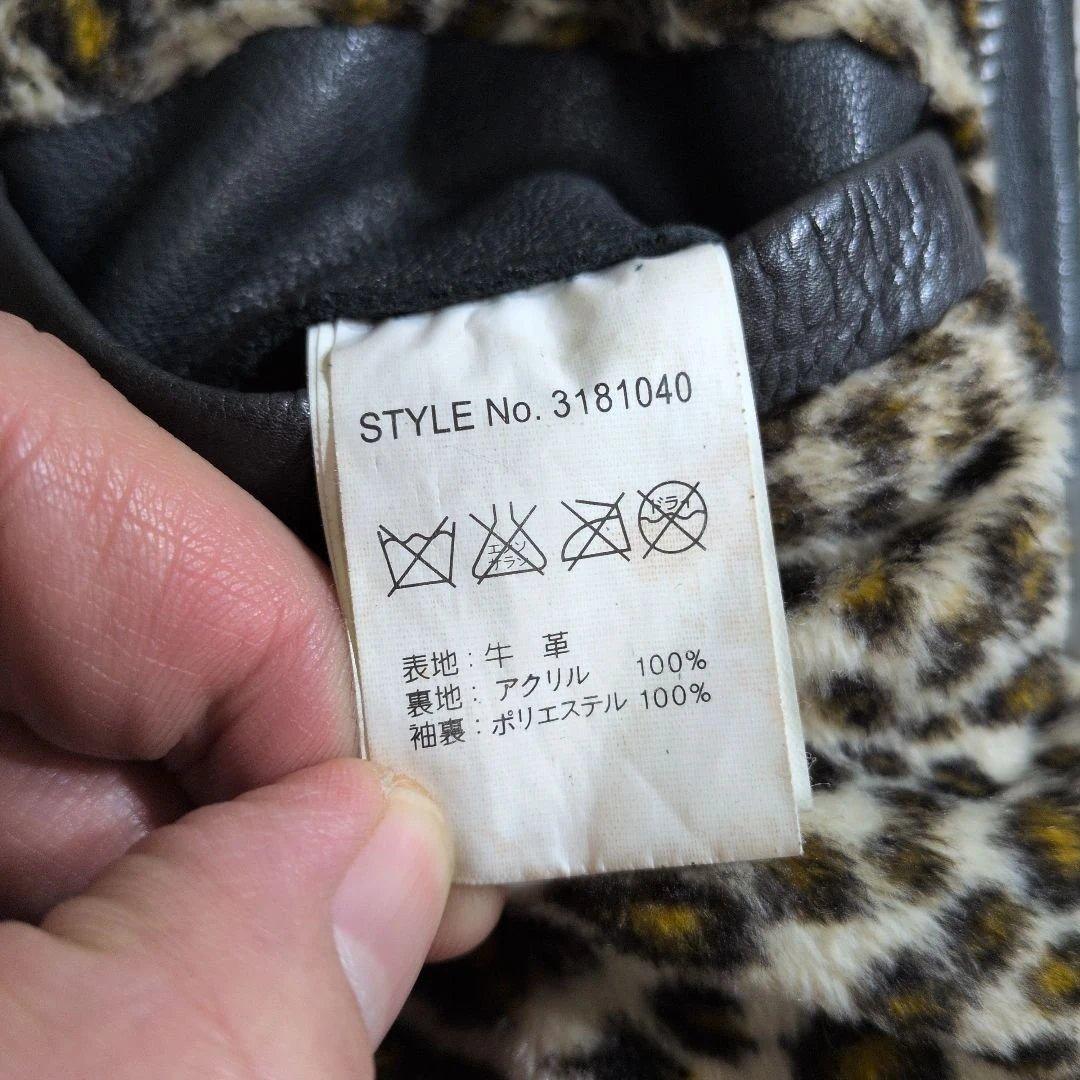 STYLE No. 3181040
エンソ サラシ ドライ
表地 : 牛 革
裏地 : アクリル 100%
袖裏 : ポリエステル 100%